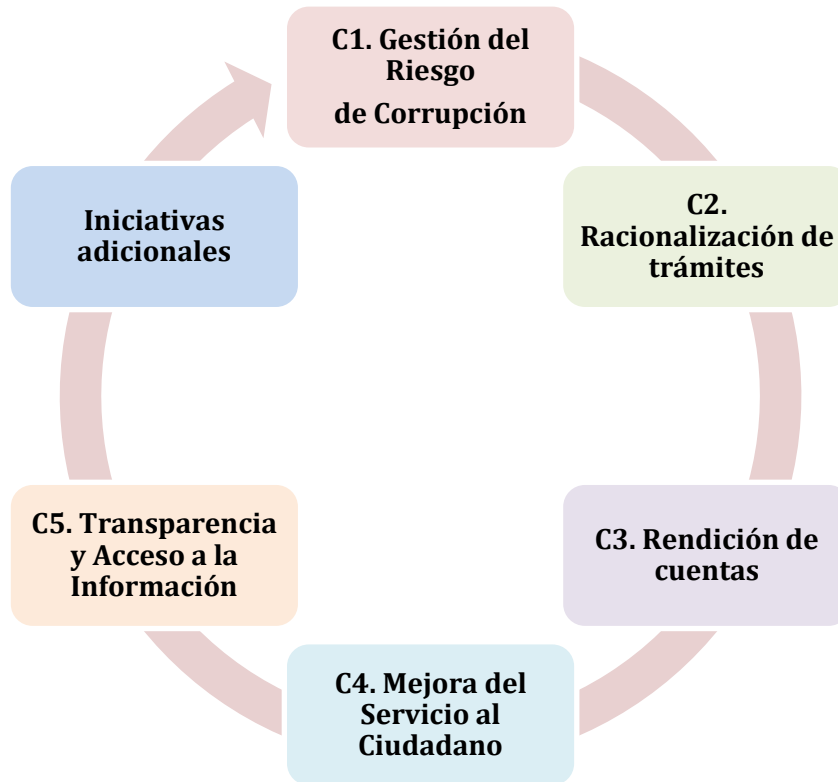 C1. Gestión del
Riesgo
de Corrupción
C2.
Racionalización de
trámites
C3. Rendición de
cuentas
C4. Mejora del
Servicio al
Ciudadano
C5. Transparencia
y Acceso a la
Información
Iniciativas
adicionales